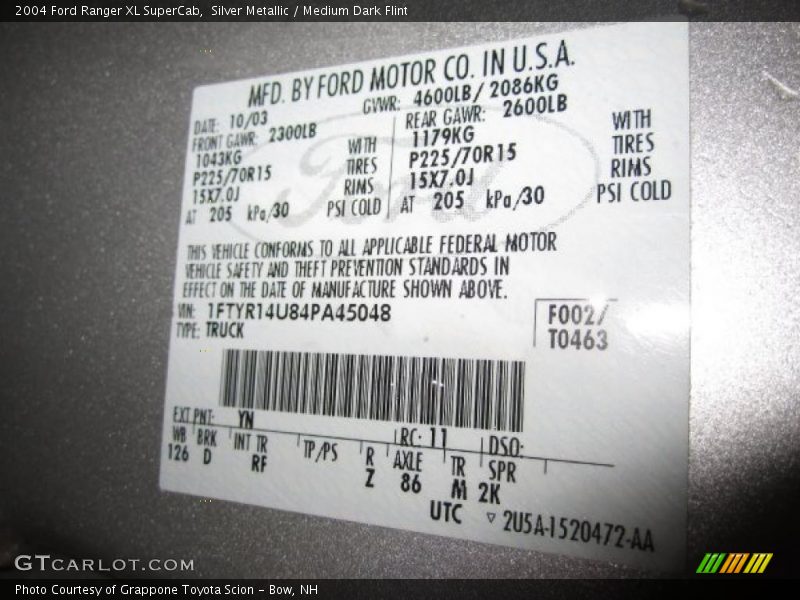 2004 Ford Ranger XL SuperCab,  Silver Metallic / Medium Dark Flint
MFD. BY FORD MOTOR CO. IN U.S.A.
DATE: 10/03 GVWR: 4600LB/ 2086KG
FRONT GAWR: 2300LB REAR GAWR: 2600LB
1043KG WITH 1179KG WITH
P225/70R15 TIRES P225/70R15 TIRES
15X7.0J RIMS 15X7.0J RIMS
AT 205 kPa/30 PSI COLD AT 205 kPa/30 PSI COLD
Ford
THIS VEHICLE CONFORMS TO ALL APPLICABLE FEDERAL MOTOR
VEHICLE SAFETY AND THEFT PREVENTION STANDARDS IN
EFFECT ON THE DATE OF MANUFACTURE SHOWN ABOVE.
VIN: 1FTYR14U84PA45048 F002/
TYPE: TRUCK T0463
EXT PNT: YN RC: 11 DSO:
WB BRK INT TR TP/PS R AXLE TR SPR
126 D RF Z 86 M 2K
UTC ▽ 2U5A-1520472-AA
GTCARLOT.COM
Photo Courtesy of Grappone Toyota Scion – Bow, NH